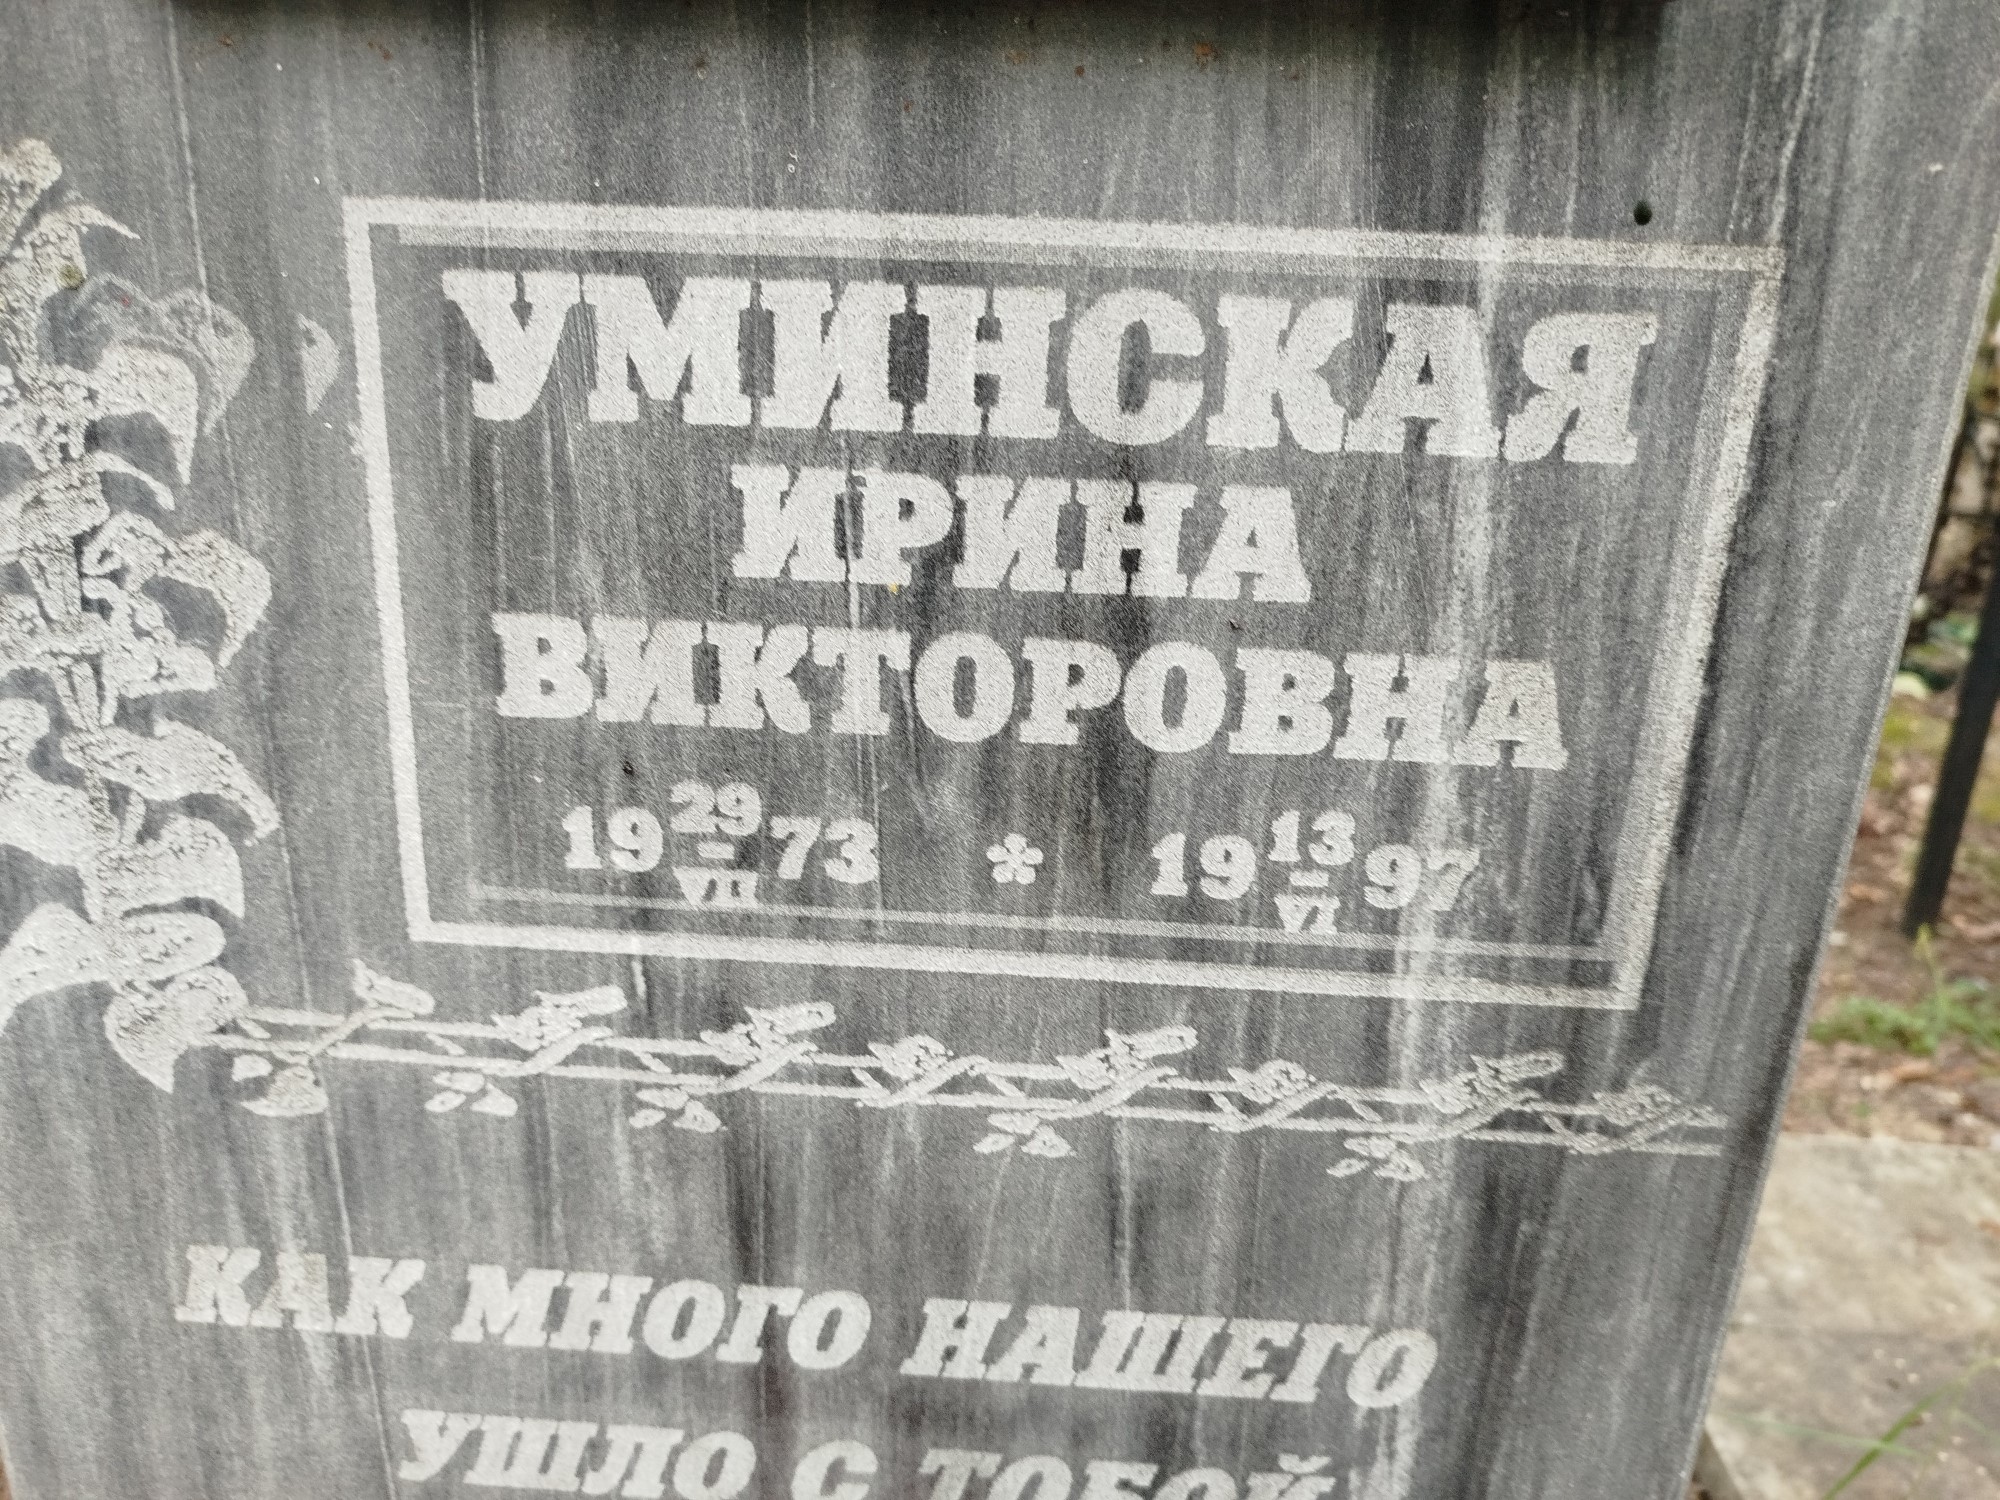 УМИНСКАЯ
ИРИНА
ВИКТОРОВНА
19 29/VII 73 * 19 13/VI 97
КАК МНОГО НАШЕГО
УШЛО С ТОБОЙ